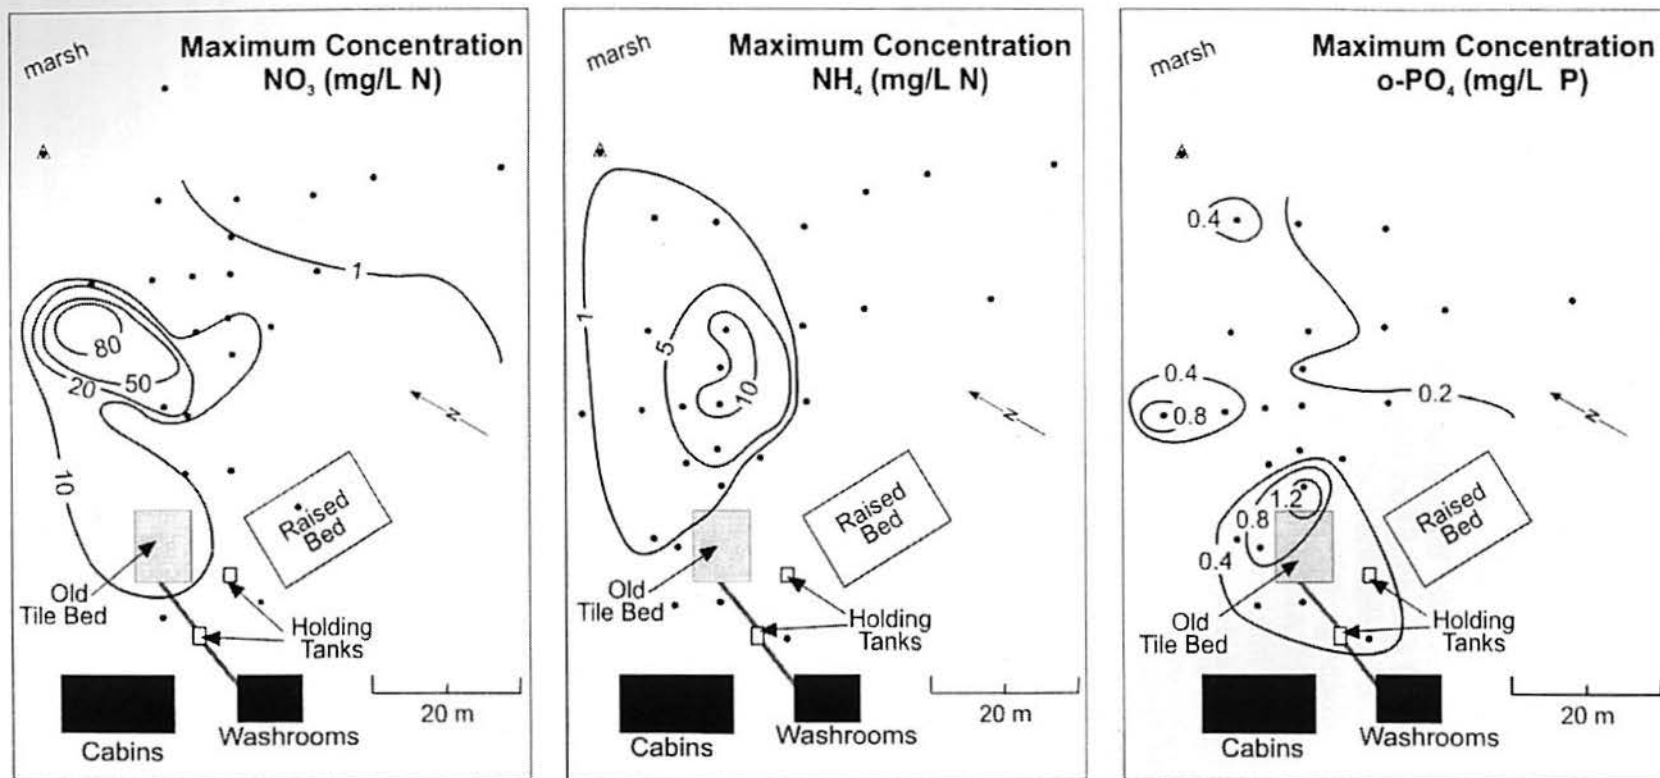 marsh
Maximum Concentration
NO₃ (mg/L N)
1
80
20
50
10
N
Raised
Bed
Old
Tile Bed
Holding
Tanks
Cabins
Washrooms
20 m
marsh
Maximum Concentration
NH₄ (mg/L N)
1
5
10
N
Raised
Bed
Old
Tile Bed
Holding
Tanks
Cabins
Washrooms
20 m
marsh
Maximum Concentration
o-PO₄ (mg/L P)
0.4
0.4
0.8
0.2
N
1.2
0.8
0.4
Raised
Bed
Old
Tile Bed
Holding
Tanks
Cabins
Washrooms
20 m